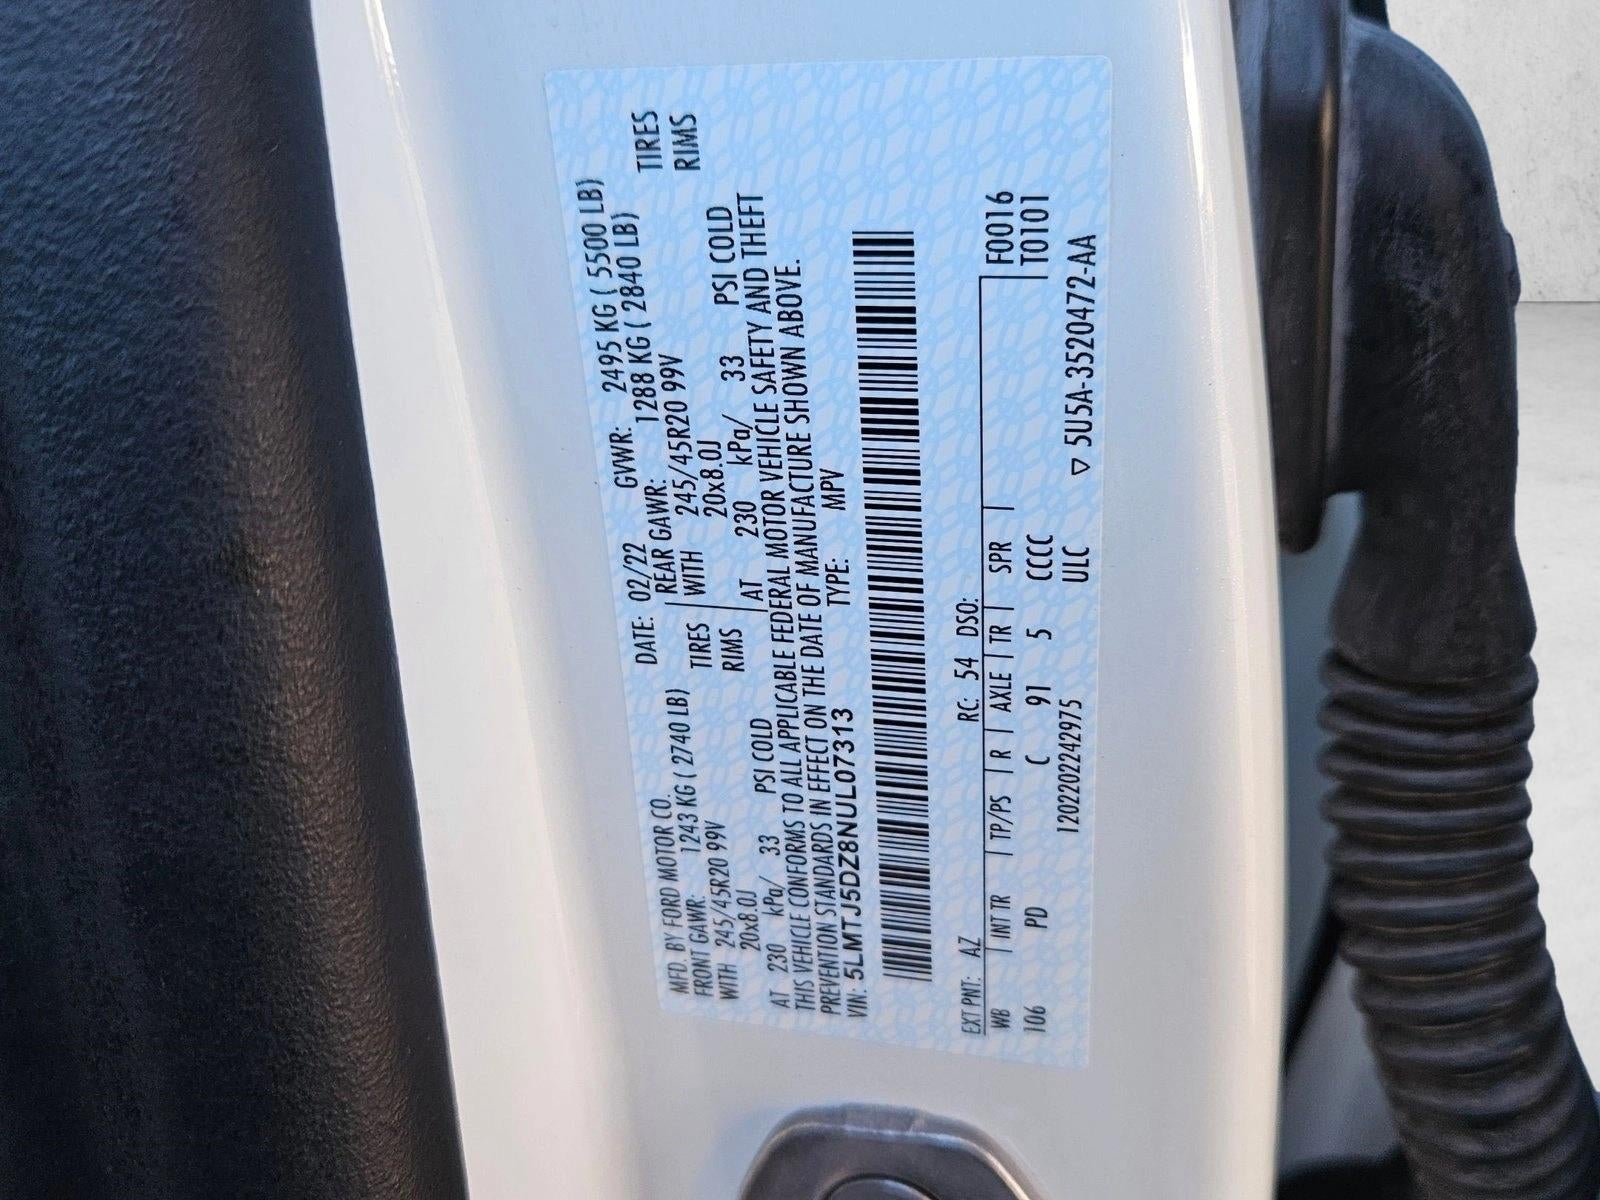 MFD. BY FORD MOTOR CO. DATE: 02/22 GVWR: 2495 KG ( 5500 LB)
FRONT GAWR: 1243 KG ( 2740 LB) REAR GAWR: 1288 KG ( 2840 LB)
WITH 245/45R20 99V TIRES WITH 245/45R20 99V TIRES
20x8.0J RIMS 20x8.0J RIMS
AT 230 kPa/ 33 PSI COLD AT 230 kPa/ 33 PSI COLD
THIS VEHICLE CONFORMS TO ALL APPLICABLE FEDERAL MOTOR VEHICLE SAFETY AND THEFT
PREVENTION STANDARDS IN EFFECT ON THE DATE OF MANUFACTURE SHOWN ABOVE.
VIN: 5LMTJ5DZ8NUL07313 TYPE: MPV
EXT PNT: AZ RC: 54 DSO: F00016
WB INT TR TP/PS R AXLE TR SPR T0101
106 PD C 91 5 CCCC
1202202242975 ULC ▽ 5U5A-3520472-AA